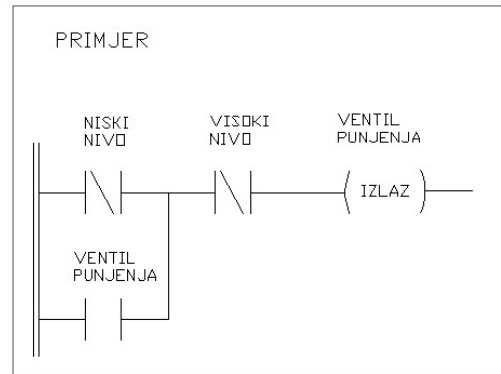 PRIMJER
NISKI
NIVO
VISOKI
NIVO
VENTIL
PUNJENJA
IZLAZ
VENTIL
PUNJENJA